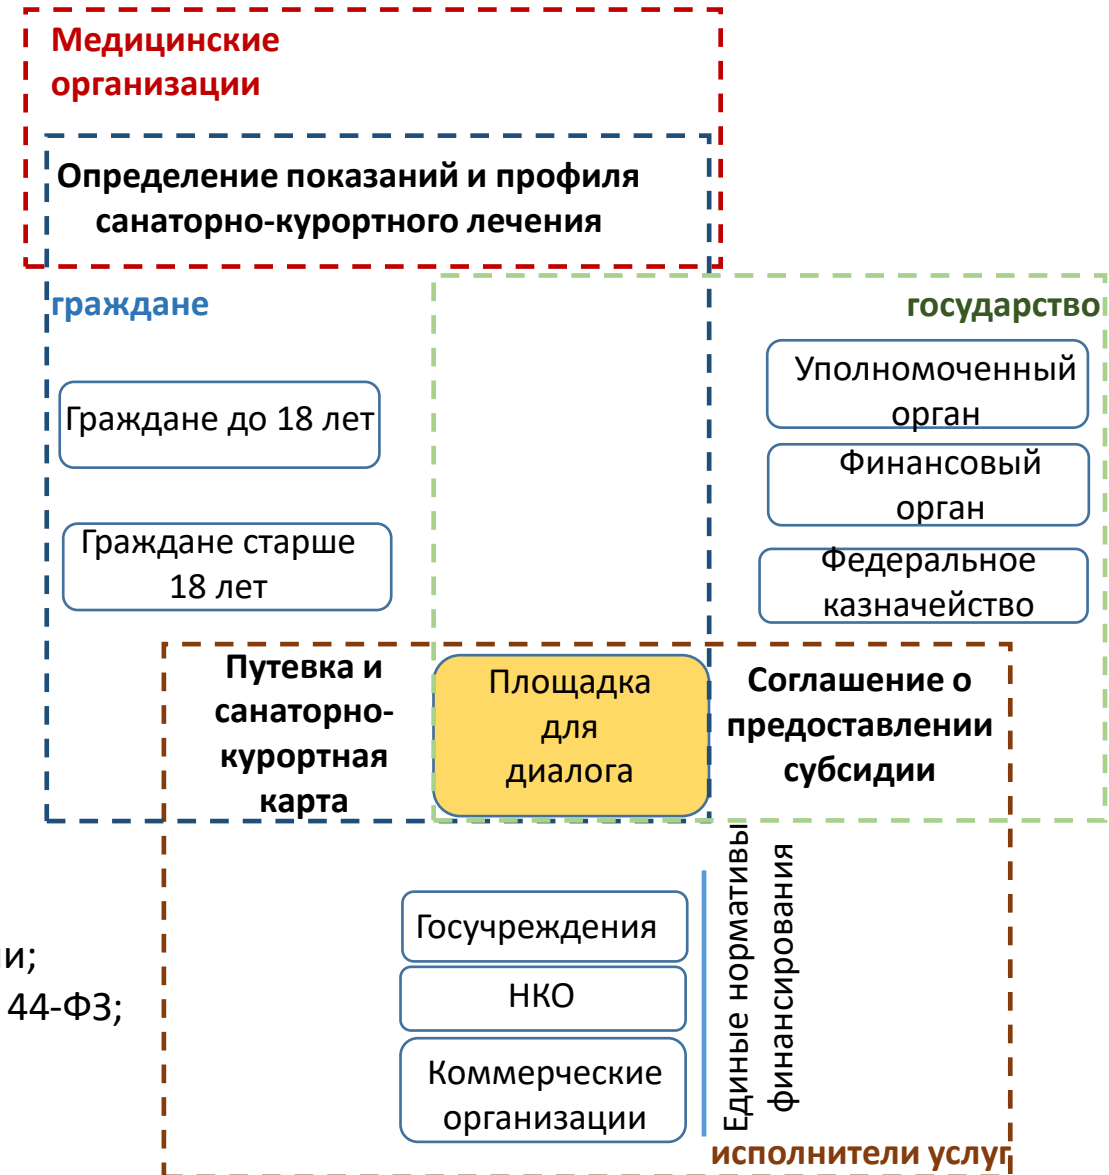 Медицинские
организации
Определение показаний и профиля
санаторно-курортного лечения
граждане
государство
Граждане до 18 лет
Граждане старше
18 лет
Уполномоченный
орган
Финансовый
орган
Федеральное
казначейство
Путевка и
санаторно-
курортная
карта
Площадка
для
диалога
Соглашение о
предоставлении
субсидии
Госучреждения
НКО
Коммерческие
организации
Единые нормативы
финансирования
44-ФЗ;
исполнители услуг